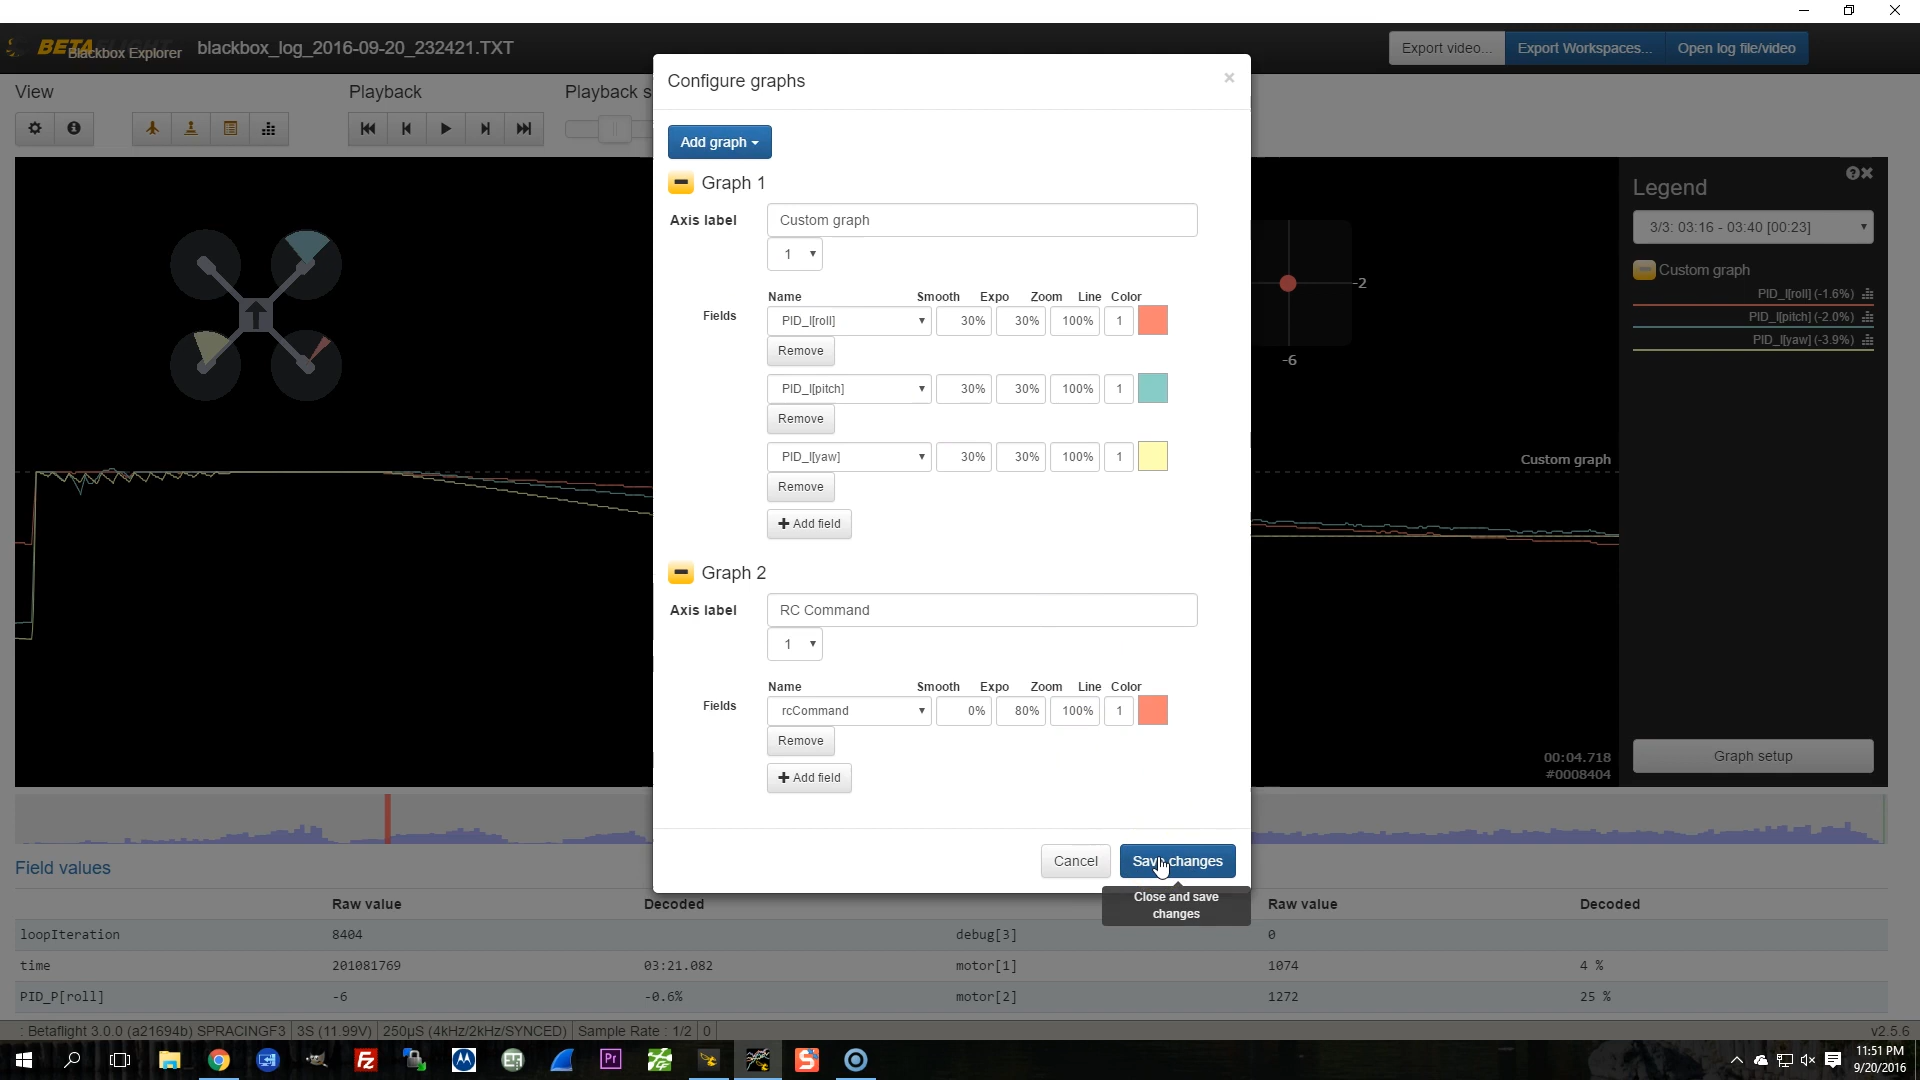 BETAFLIGHT
Blackbox Explorer
blackbox_log_2016-09-20_232421.TXT
Export video...
Export Workspaces...
Open log file/video
View
Playback
Playback s
Configure graphs
×
Add graph
Graph 1
Axis label
Custom graph
1
Name Smooth Expo Zoom Line Color
Fields
PID_I[roll] 30% 30% 100% 1
Remove
PID_I[pitch] 30% 30% 100% 1
Remove
PID_I[yaw] 30% 30% 100% 1
Remove
Add field
Graph 2
Axis label
RC Command
1
Name Smooth Expo Zoom Line Color
Fields
rcCommand 0% 80% 100% 1
Remove
Add field
Cancel
Save changes
Close and save
changes
-2
-6
Custom graph
00:04.718
#0008404
Legend
3/3: 03:16 - 03:40 [00:23]
Custom graph
PID_I[roll] (-1.6%)
PID_I[pitch] (-2.0%)
PID_I[yaw] (-3.9%)
Graph setup
Field values
Raw value Decoded Raw value Decoded
loopIteration 8404 debug[3] 0
time 201081769 03:21.082 motor[1] 1074 4 %
PID_P[roll] -6 -0.6% motor[2] 1272 25 %
: Betaflight 3.0.0 (a21694b) SPRACINGF3 3S (11.99V) 250µS (4kHz/2kHz/SYNCED) Sample Rate : 1/2 0
v2.5.6
11:51 PM
9/20/2016